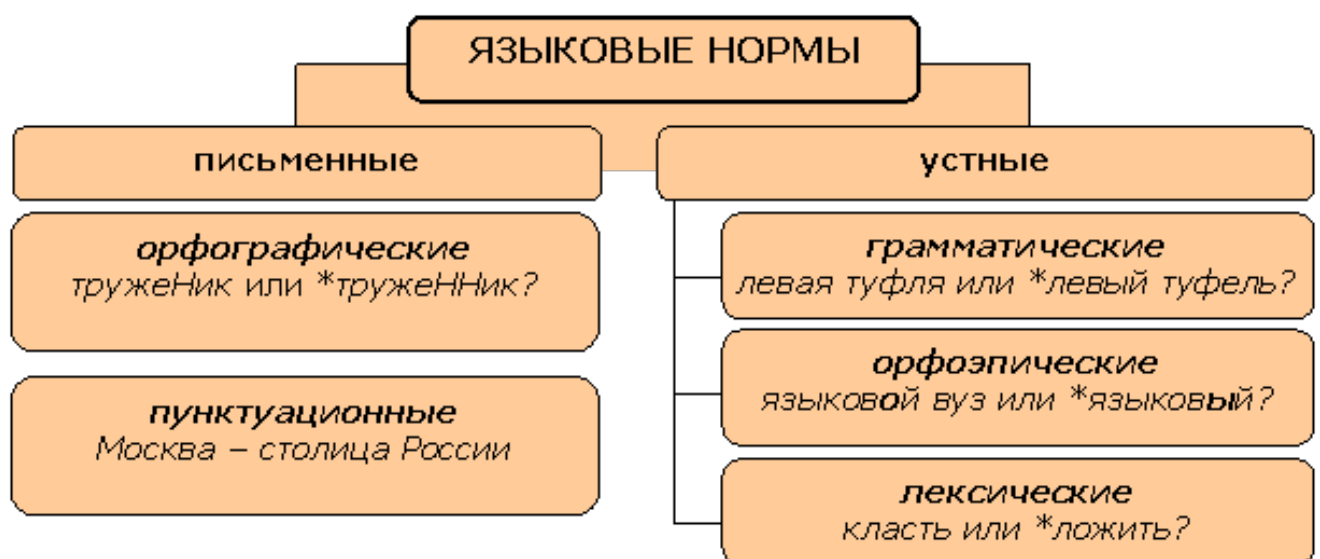 ЯЗЫКОВЫЕ НОРМЫ
письменные
орфографические
тружеНик или *тружеННик?
пунктуационные
Москва – столица России
устные
грамматические
левая туфля или *левый туфель?
орфоэпические
языковой вуз или *языковый?
лексические
класть или *ложить?